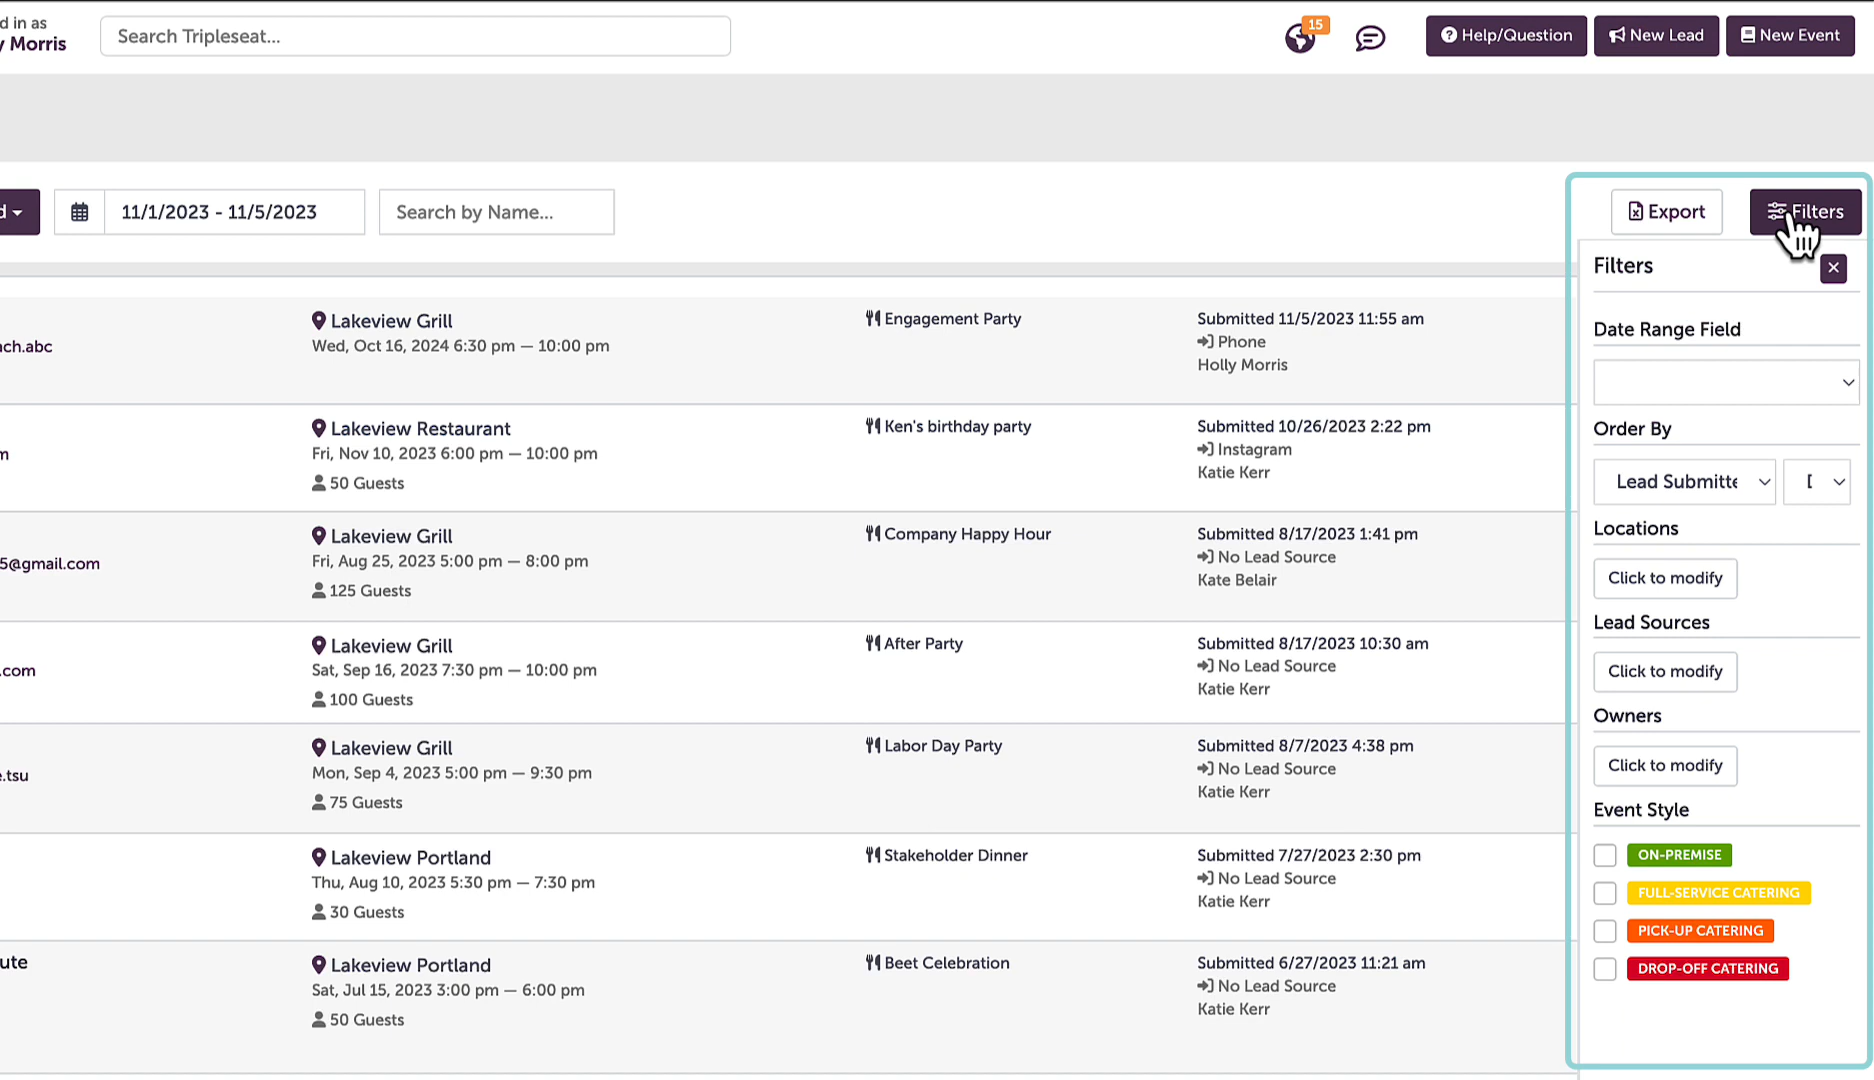 d in as
y Morris
Search Tripleseat...
15
Help/Question
New Lead
New Event
d
11/1/2023 - 11/5/2023
Search by Name...
Export
Filters
Filters
Date Range Field
Order By
Lead Submitte
Locations
Click to modify
Lead Sources
Click to modify
Owners
Click to modify
Event Style
ON-PREMISE
FULL-SERVICE CATERING
PICK-UP CATERING
DROP-OFF CATERING
ach.abc
Lakeview Grill
Wed, Oct 16, 2024 6:30 pm — 10:00 pm
Engagement Party
Submitted 11/5/2023 11:55 am
Phone
Holly Morris
m
Lakeview Restaurant
Fri, Nov 10, 2023 6:00 pm — 10:00 pm
50 Guests
Ken's birthday party
Submitted 10/26/2023 2:22 pm
Instagram
Katie Kerr
5@gmail.com
Lakeview Grill
Fri, Aug 25, 2023 5:00 pm — 8:00 pm
125 Guests
Company Happy Hour
Submitted 8/17/2023 1:41 pm
No Lead Source
Kate Belair
.com
Lakeview Grill
Sat, Sep 16, 2023 7:30 pm — 10:00 pm
100 Guests
After Party
Submitted 8/17/2023 10:30 am
No Lead Source
Katie Kerr
e.tsu
Lakeview Grill
Mon, Sep 4, 2023 5:00 pm — 9:30 pm
75 Guests
Labor Day Party
Submitted 8/7/2023 4:38 pm
No Lead Source
Katie Kerr
Lakeview Portland
Thu, Aug 10, 2023 5:30 pm — 7:30 pm
30 Guests
Stakeholder Dinner
Submitted 7/27/2023 2:30 pm
No Lead Source
Katie Kerr
ute
Lakeview Portland
Sat, Jul 15, 2023 3:00 pm — 6:00 pm
50 Guests
Beet Celebration
Submitted 6/27/2023 11:21 am
No Lead Source
Katie Kerr